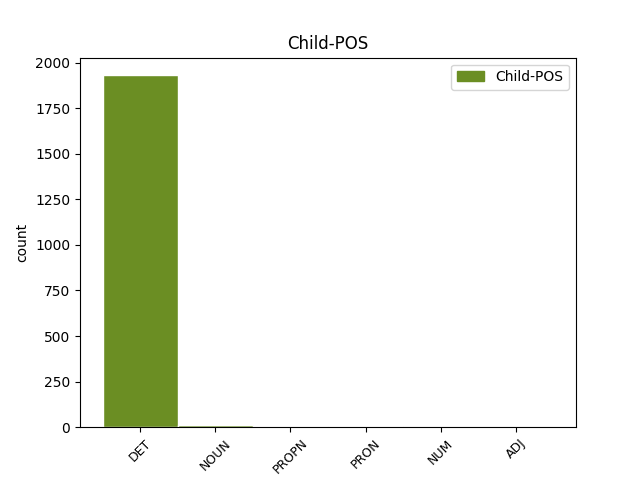 Child-POS
Child-POS
2000
1750
1500
1250
1000
750
500
250
0
count
DET
NOUN
PROPN
PRON
NUM
ADJ